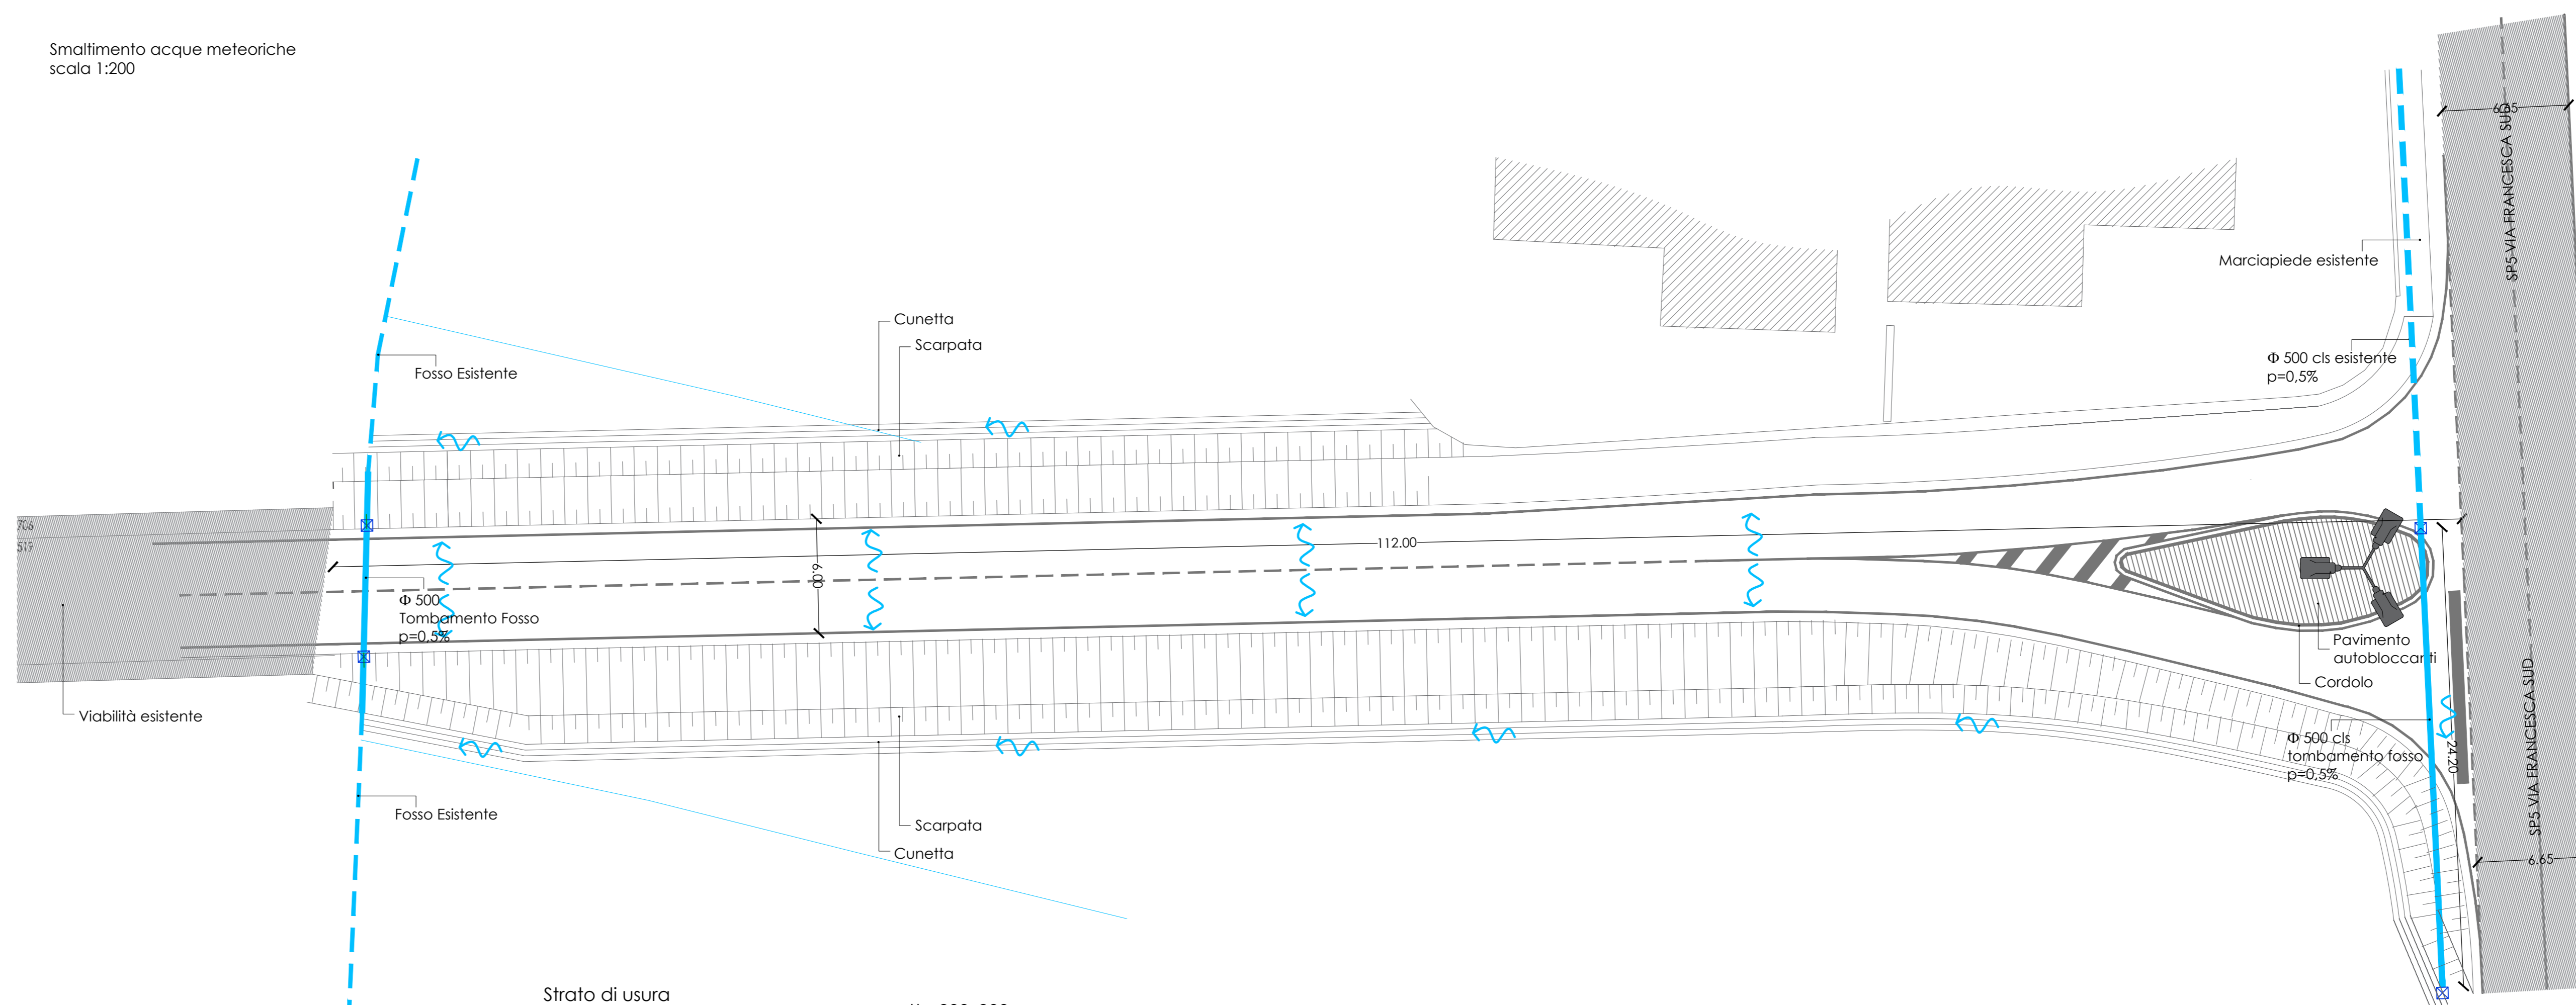 Smaltimento acque meteoriche
scala 1:200
6.65
SP5 VIA FRANCESCA SUD
Marciapiede esistente
Cunetta
Scarpata
Φ 500 cls esistente
p=0,5%
Fosso Esistente
706
519
112.00
6.00
Φ 500
Tombamento Fosso
p=0,5%
Pavimento
autobloccanti
Cordolo
Viabilità esistente
Φ 500 cls
tombamento fosso
p=0,5%
24.20
SP5 VIA FRANCESCA SUD
Fosso Esistente
Scarpata
Cunetta
6.65
Strato di usura